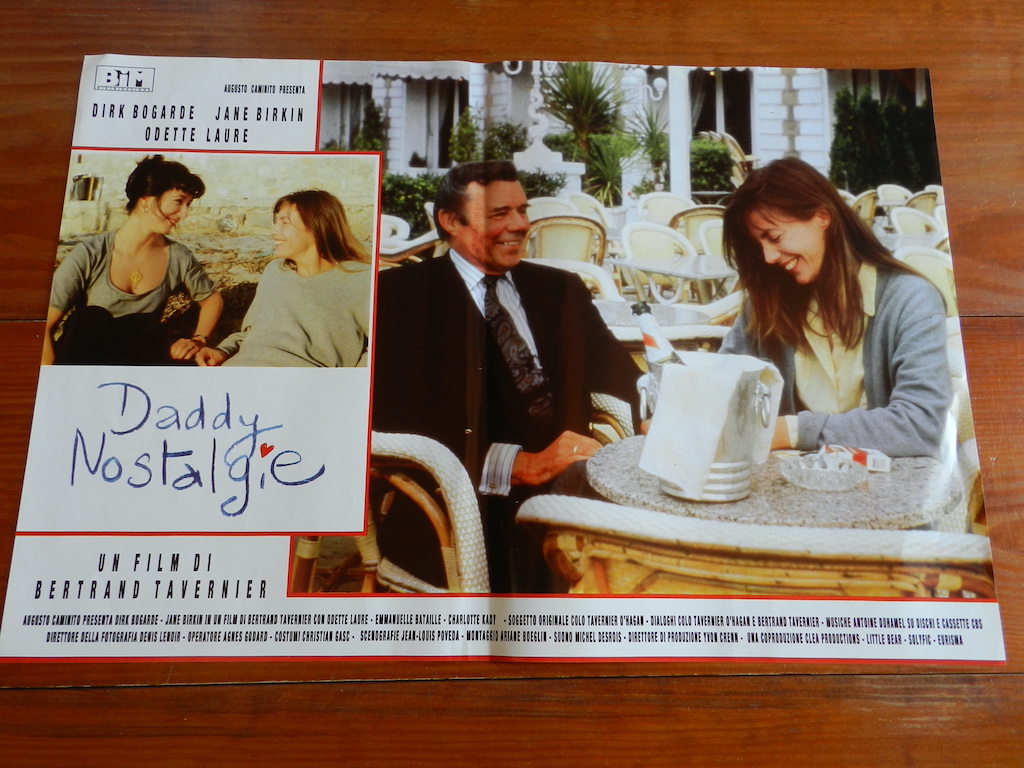 BIM
AUGUSTO CAMINITO PRESENTA
DIRK BOGARDE JANE BIRKIN
ODETTE LAURE
Daddy
Nostalgie
UN FILM DI
BERTRAND TAVERNIER
AUGUSTO CAMINITO PRESENTA DIRK BOGARDE - JANE BIRKIN IN UN FILM DI BERTRAND TAVERNIER CON ODETTE LAURE - EMMANUELLE BATAILLE - CHARLOTTE KADY - SOGGETTO ORIGINALE COLO TAVERNIER O'HAGAN - DIALOGHI COLO TAVERNIER O'HAGAN E BERTRAND TAVERNIER - MUSICHE ANTOINE DUHAMEL SU DISCHI E CASSETTE CBS
DIRETTORE DELLA FOTOGRAFIA DENIS LENOIR - OPERATORE AGNES GODARD - COSTUMI CHRISTIAN GASC - SCENOGRAFIE JEAN-LOUIS POVEDA - MONTAGGIO ARIANE BOEGLIN - SUONO MICHEL DESROIS - DIRETTORE DI PRODUZIONE YVON CRENN - UNA COPRODUZIONE CLEA PRODUCTIONS - LITTLE BEAR - SOLYFIC - EURISMA